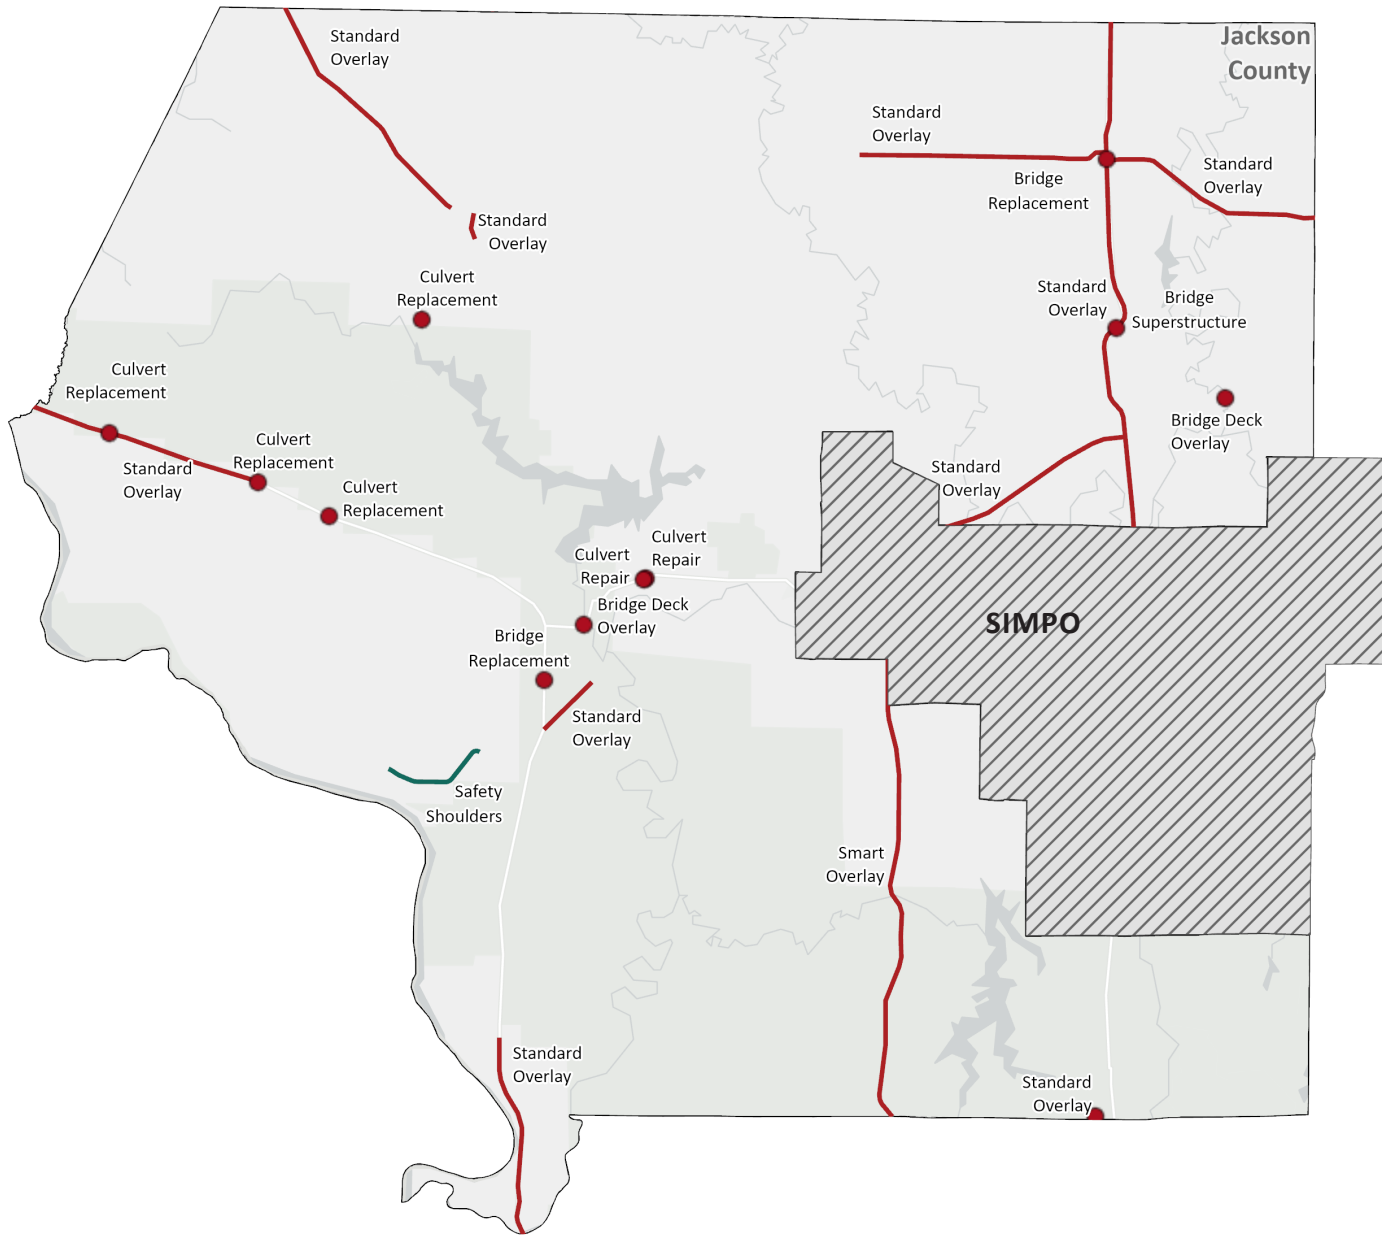 Jackson
County
Standard
Overlay
Standard
Overlay
Standard
Overlay
Bridge
Replacement
Standard
Overlay
Culvert
Replacement
Standard
Overlay
Bridge
Superstructure
Culvert
Replacement
Bridge Deck
Overlay
Culvert
Replacement
Standard
Overlay
Standard
Overlay
Culvert
Replacement
Culvert
Repair
Culvert
Repair
Bridge Deck
Overlay
SIMPO
Bridge
Replacement
Standard
Overlay
Safety
Shoulders
Smart
Overlay
Standard
Overlay
Standard
Overlay